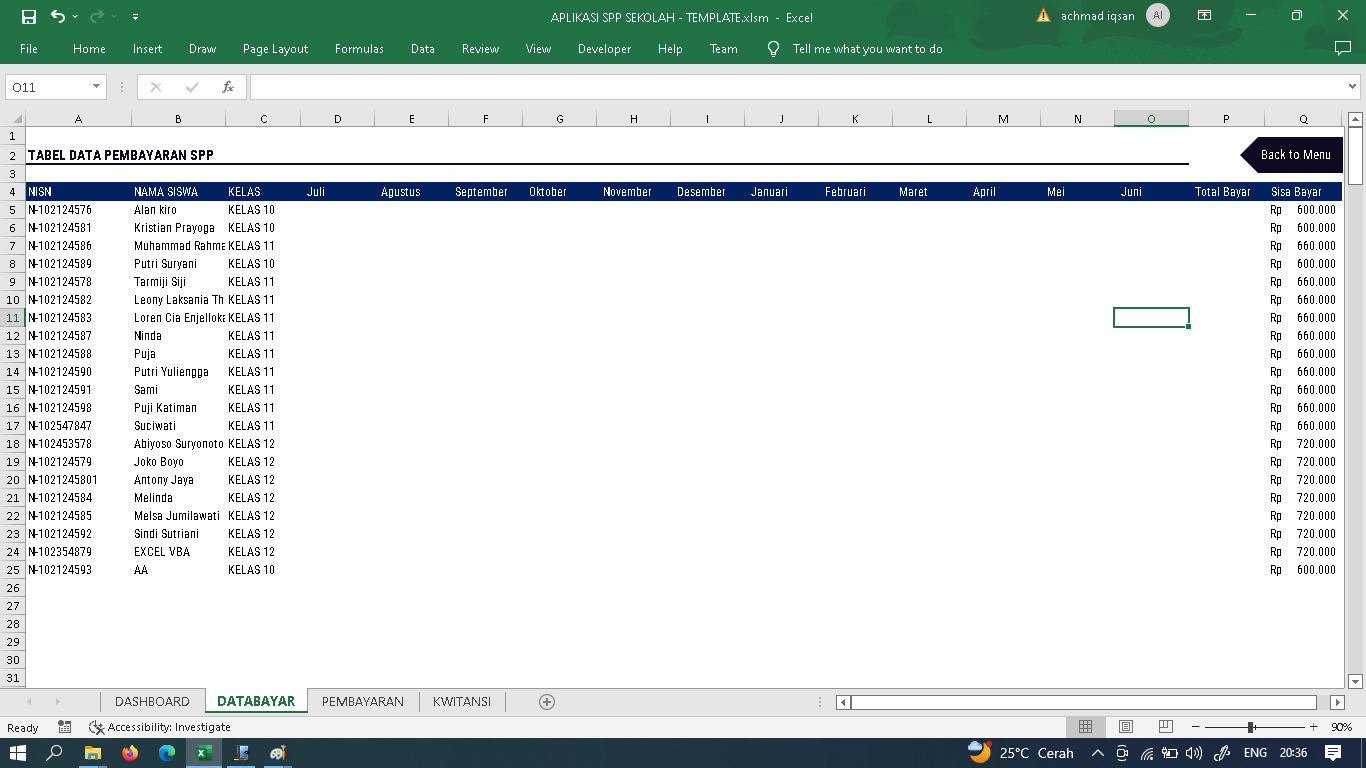 APLIKASI SPP SEKOLAH - TEMPLATE.xlsm - Excel
achmad iqsan AI
File Home Insert Draw Page Layout Formulas Data Review View Developer Help Team Tell me what you want to do
O11 fx
A B C D E F G H I J K L M N O P Q
1
2 TABEL DATA PEMBAYARAN SPP Back to Menu
3
4 NISN NAMA SISWA KELAS Juli Agustus September Oktober November Desember Januari Februari Maret April Mei Juni Total Bayar Sisa Bayar
5 N-102124576 Alan kiro KELAS 10 Rp 600.000
6 N-102124581 Kristian Prayoga KELAS 10 Rp 600.000
7 N-102124586 Muhammad Rahma KELAS 11 Rp 660.000
8 N-102124589 Putri Suryani KELAS 10 Rp 600.000
9 N-102124578 Tarmiji Siji KELAS 11 Rp 660.000
10 N-102124582 Leony Laksania Th KELAS 11 Rp 660.000
11 N-102124583 Loren Cia Enjelloka KELAS 11 Rp 660.000
12 N-102124587 Ninda KELAS 11 Rp 660.000
13 N-102124588 Puja KELAS 11 Rp 660.000
14 N-102124590 Putri Yuliengga KELAS 11 Rp 660.000
15 N-102124591 Sami KELAS 11 Rp 660.000
16 N-102124598 Puji Katiman KELAS 11 Rp 660.000
17 N-102547847 Suciwati KELAS 11 Rp 660.000
18 N-102453578 Abiyoso Suryonoto KELAS 12 Rp 720.000
19 N-102124579 Joko Boyo KELAS 12 Rp 720.000
20 N-1021245801 Antony Jaya KELAS 12 Rp 720.000
21 N-102124584 Melinda KELAS 12 Rp 720.000
22 N-102124585 Melsa Jumilawati KELAS 12 Rp 720.000
23 N-102124592 Sindi Sutriani KELAS 12 Rp 720.000
24 N-102354879 EXCEL VBA KELAS 12 Rp 720.000
25 N-102124593 AA KELAS 10 Rp 600.000
26
27
28
29
30
31
DASHBOARD DATABAYAR PEMBAYARAN KWITANSI
Ready Accessibility: Investigate 90%
25°C Cerah ENG 20:36